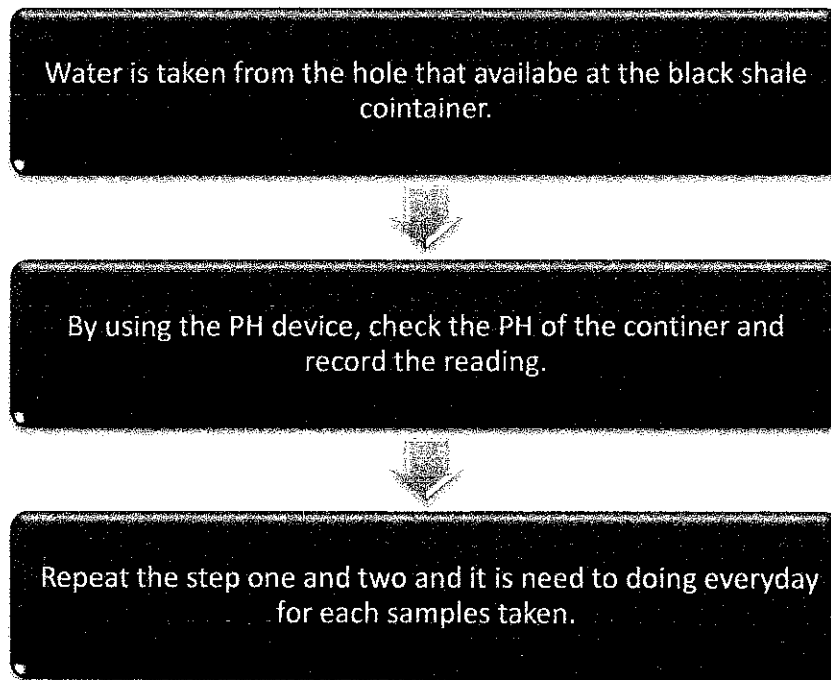 Water is taken from the hole that availabe at the black shale
cointainer.
By using the PH device, check the PH of the continer and
record the reading.
Repeat the step one and two and it is need to doing everyday
for each samples taken.